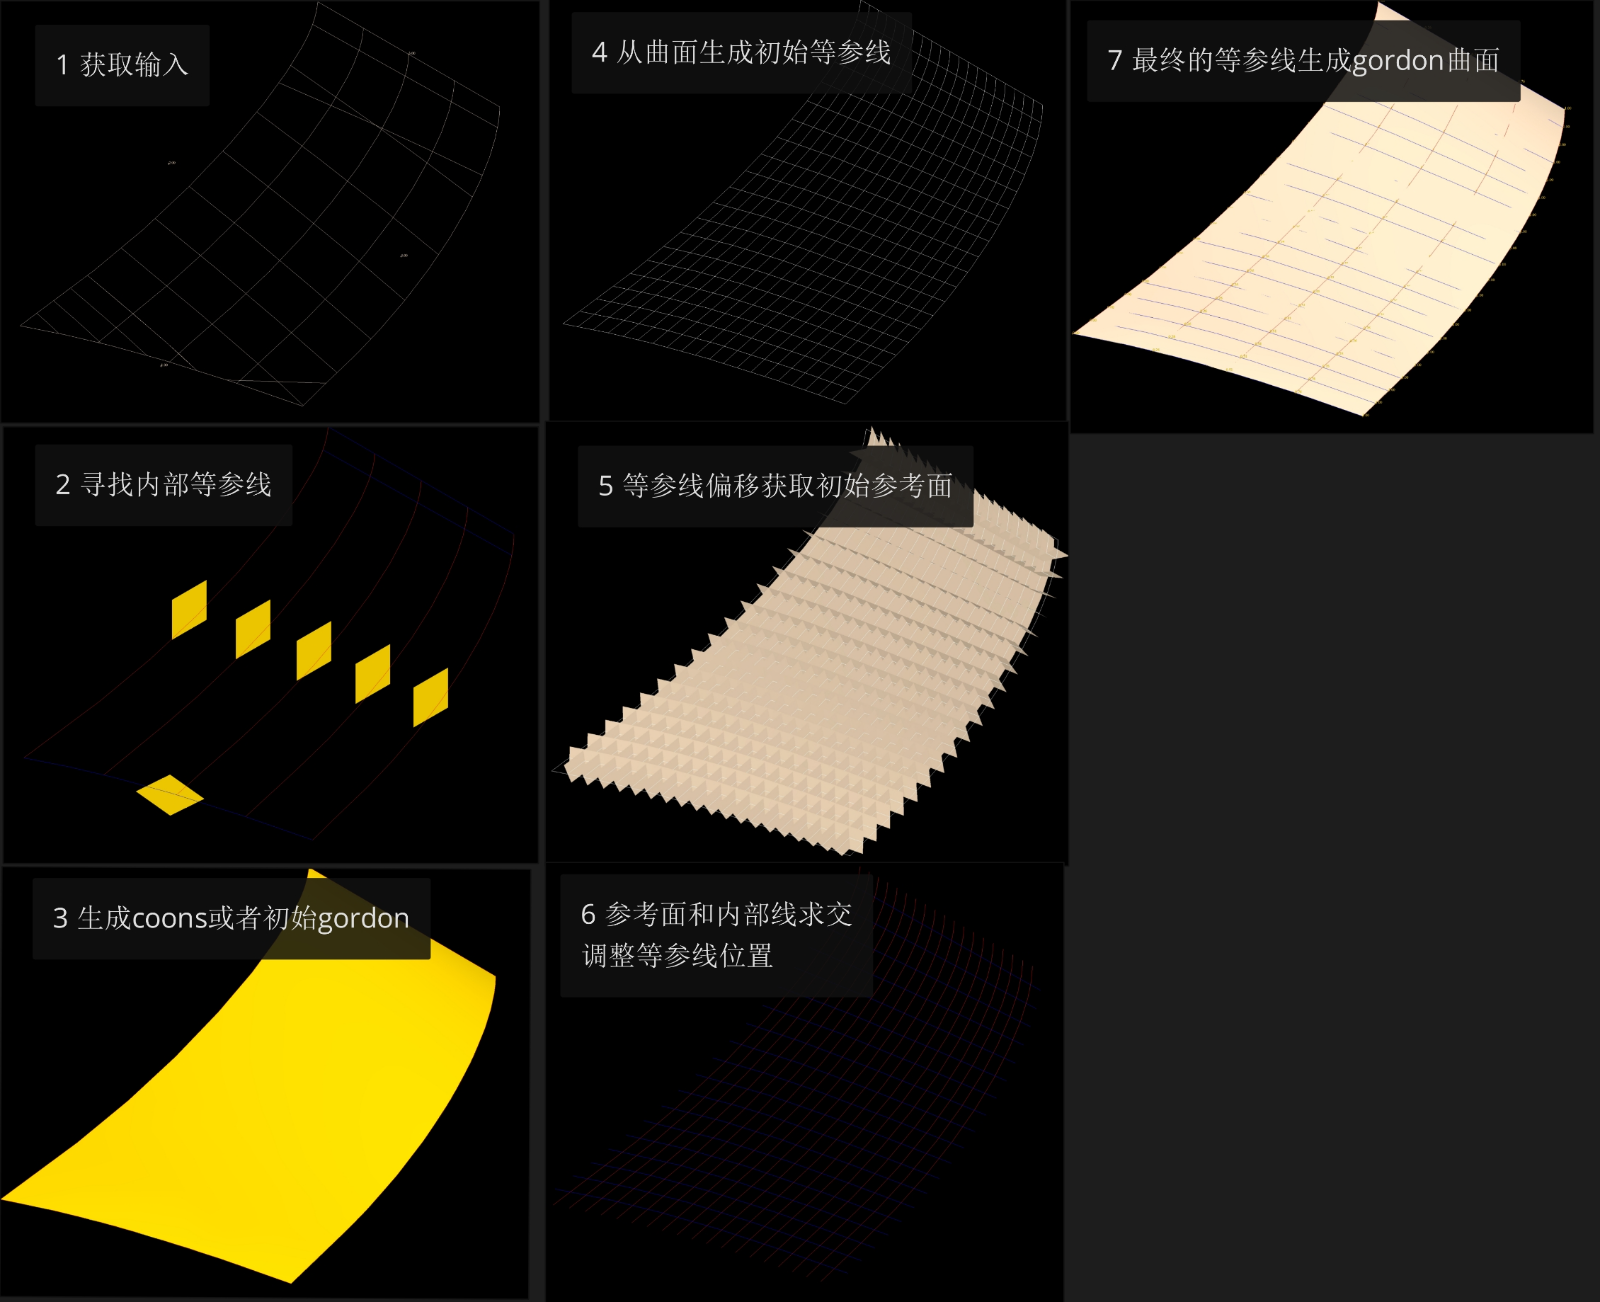 1 获取输入
2 寻找内部等参线
3 生成coons或者初始gordon
4 从曲面生成初始等参线
5 等参线偏移获取初始参考面
6 参考面和内部线求交
调整等参线位置
7 最终的等参线生成gordon曲面